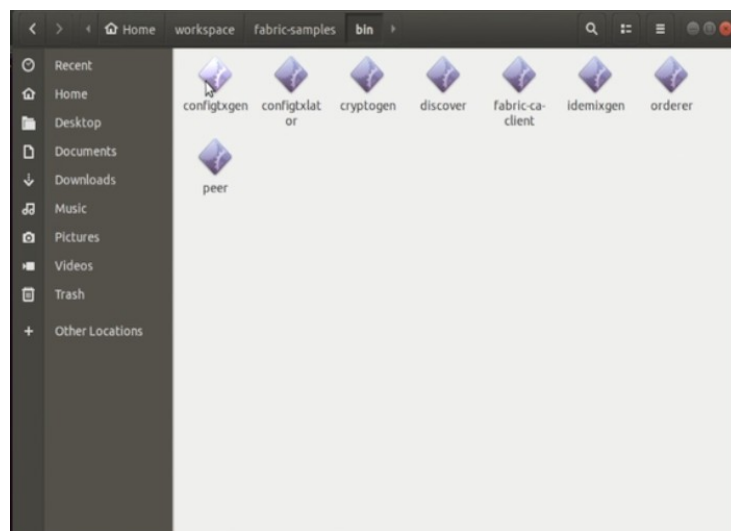 Home workspace fabric-samples bin
Recent
Home
Desktop
Documents
Downloads
Music
Pictures
Videos
Trash
Other Locations
configtxgen configtxlat cryptogen discover fabric-ca- idemixgen orderer
or client
peer